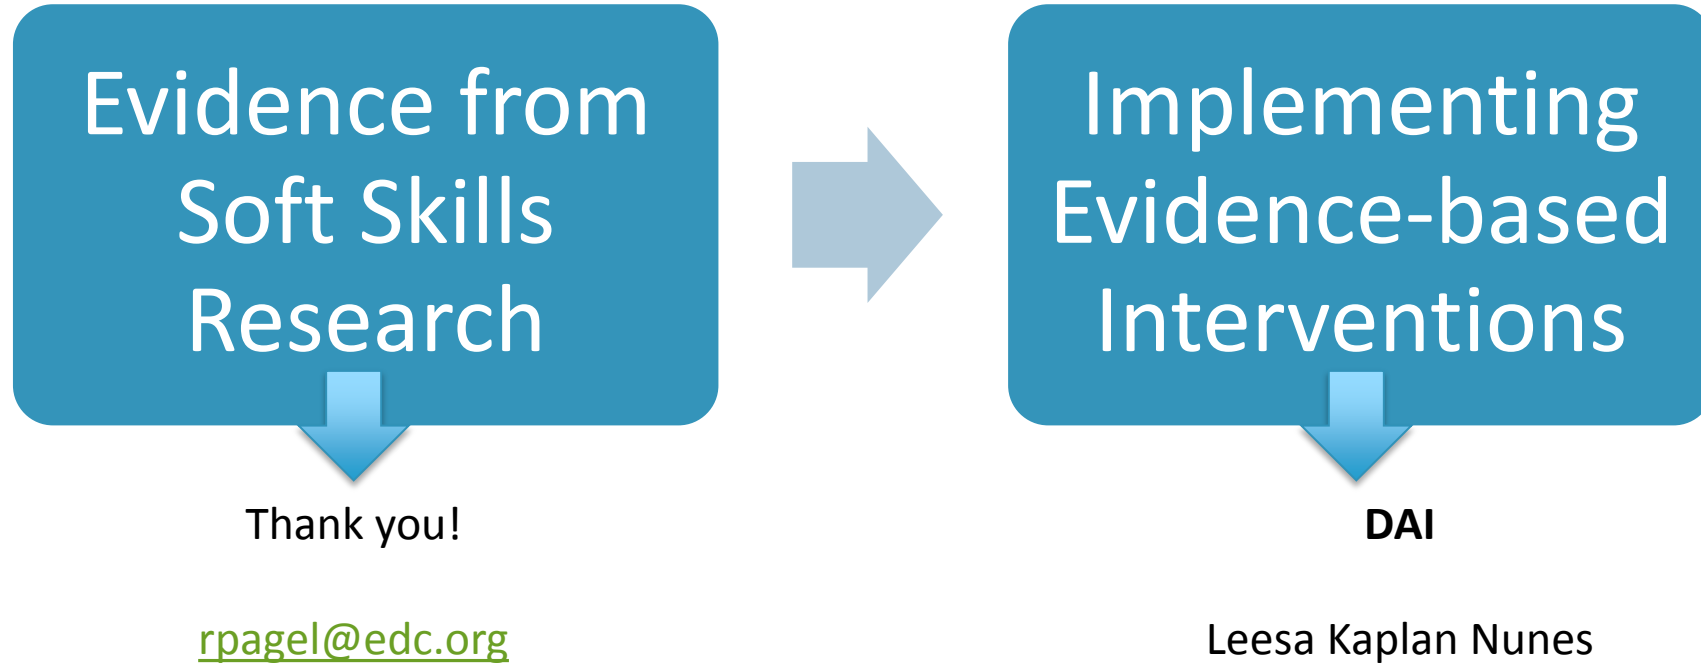 Evidence from
Soft Skills
Research
Thank you!
rpagel@edc.org
Implementing
Evidence-based
Interventions
DAI
Leesa Kaplan Nunes